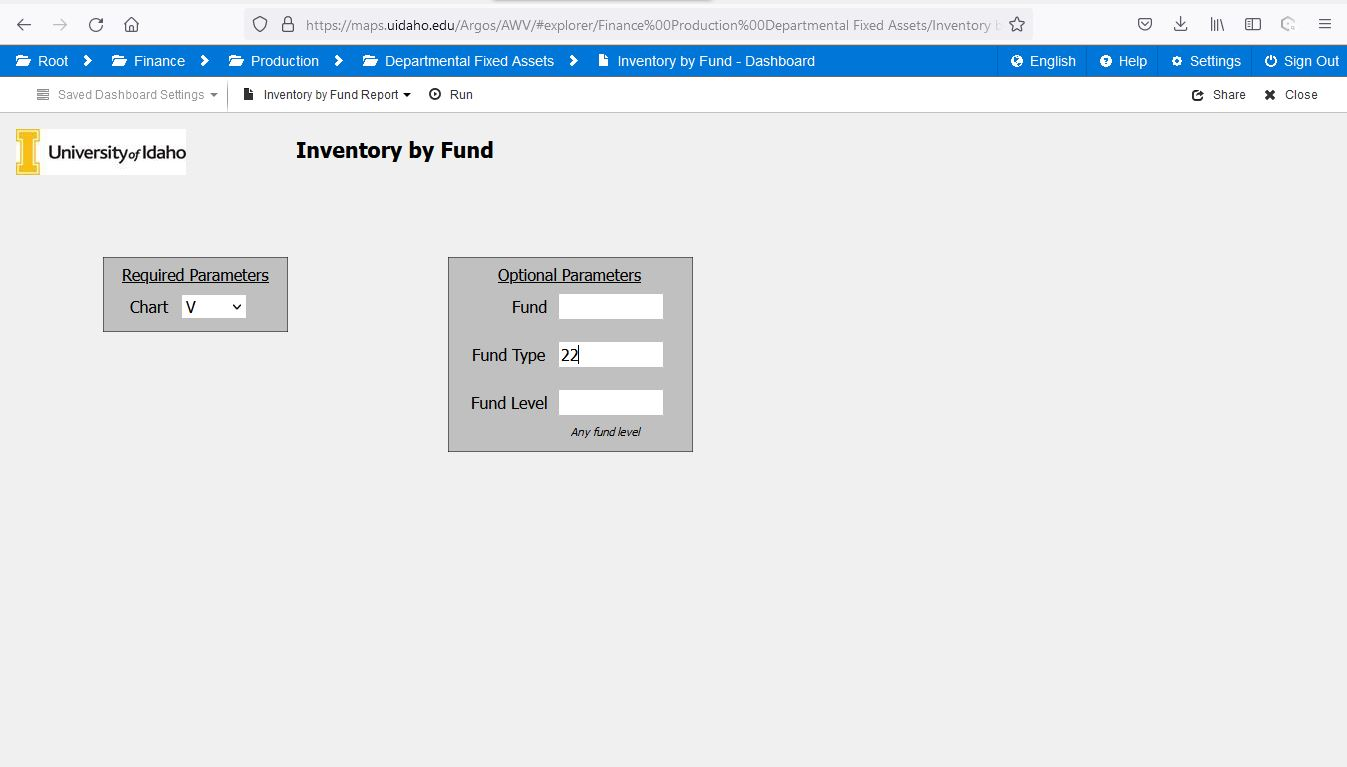 https://maps.uidaho.edu/Argos/AWV/#explorer/Finance%00Production%00Departmental Fixed Assets/Inventory b
Root Finance Production Departmental Fixed Assets Inventory by Fund - Dashboard English Help Settings Sign Out
Saved Dashboard Settings Inventory by Fund Report Run Share Close
University of Idaho
Inventory by Fund
Required Parameters
Chart V
Optional Parameters
Fund
Fund Type 22
Fund Level
Any fund level